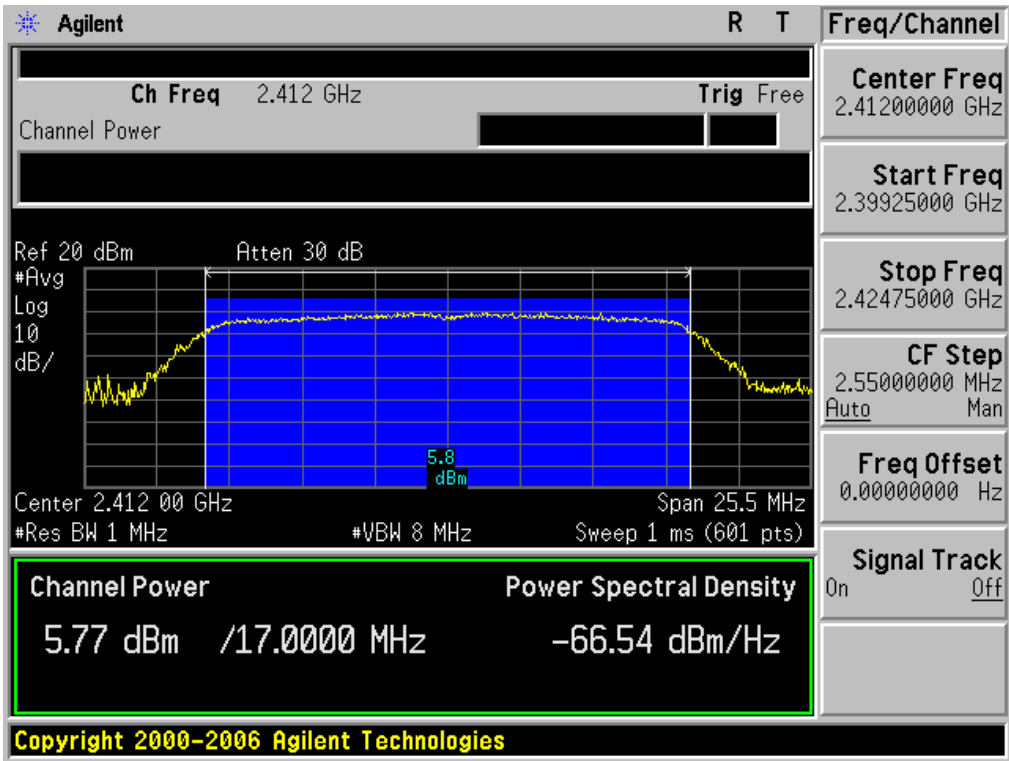 Agilent R T
Ch Freq 2.412 GHz Trig Free
Channel Power
Ref 20 dBm Atten 30 dB
#Avg
Log
10
dB/
5.8
dBm
Center 2.412 00 GHz Span 25.5 MHz
#Res BW 1 MHz #VBW 8 MHz Sweep 1 ms (601 pts)
Channel Power Power Spectral Density
5.77 dBm /17.0000 MHz -66.54 dBm/Hz
Copyright 2000-2006 Agilent Technologies
Freq/Channel
Center Freq
2.41200000 GHz
Start Freq
2.39925000 GHz
Stop Freq
2.42475000 GHz
CF Step
2.55000000 MHz
Auto Man
Freq Offset
0.00000000 Hz
Signal Track
On Off